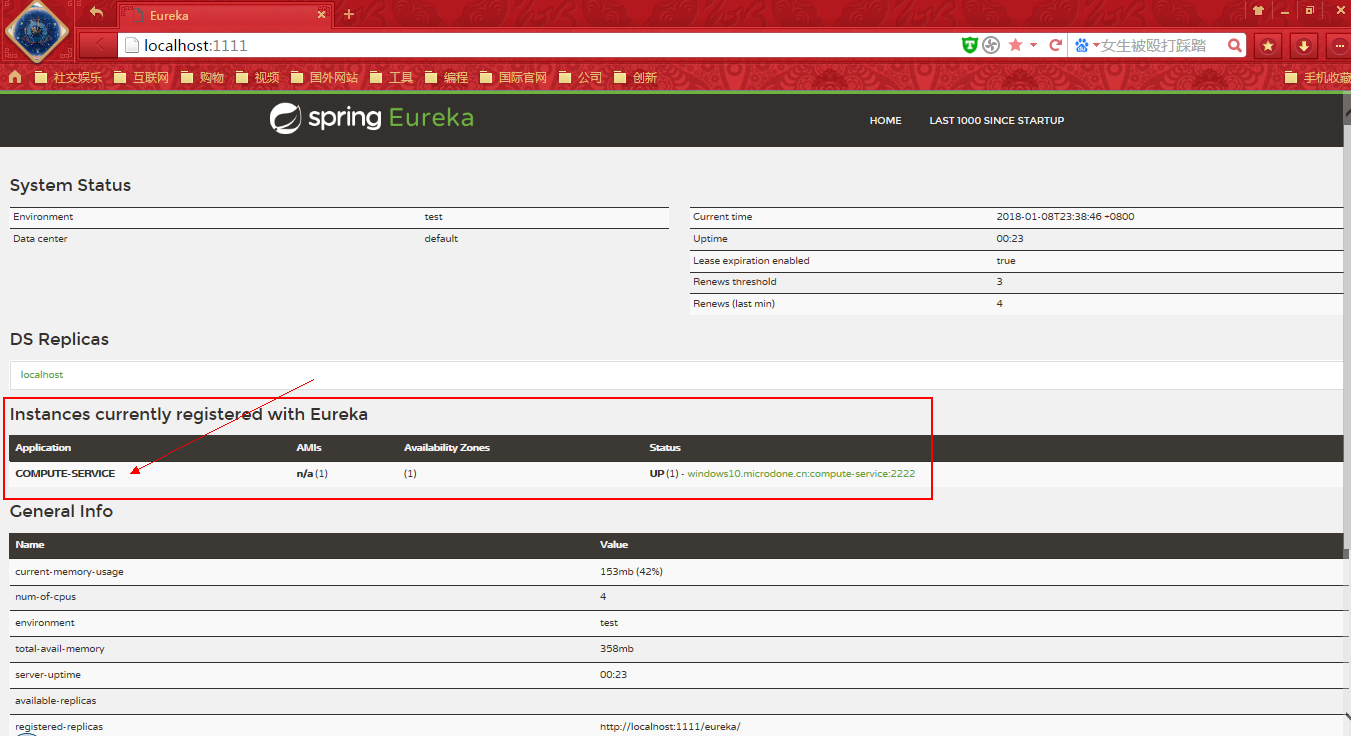 Eureka
localhost:1111
女生被殴打踩踏
社交娱乐 互联网 购物 视频 国外网站 工具 编程 国际官网 公司 创新 手机收藏
spring Eureka HOME LAST 1000 SINCE STARTUP
System Status
Environment test Current time 2018-01-08T23:38:46 +0800
Data center default Uptime 00:23
Lease expiration enabled true
Renews threshold 3
Renews (last min) 4
DS Replicas
localhost
Instances currently registered with Eureka
Application AMIs Availability Zones Status
COMPUTE-SERVICE n/a (1) (1) UP (1) - windows10.microdone.cn:compute-service:2222
General Info
Name Value
current-memory-usage 153mb (42%)
num-of-cpus 4
environment test
total-avail-memory 358mb
server-uptime 00:23
available-replicas
registered-replicas http://localhost:1111/eureka/